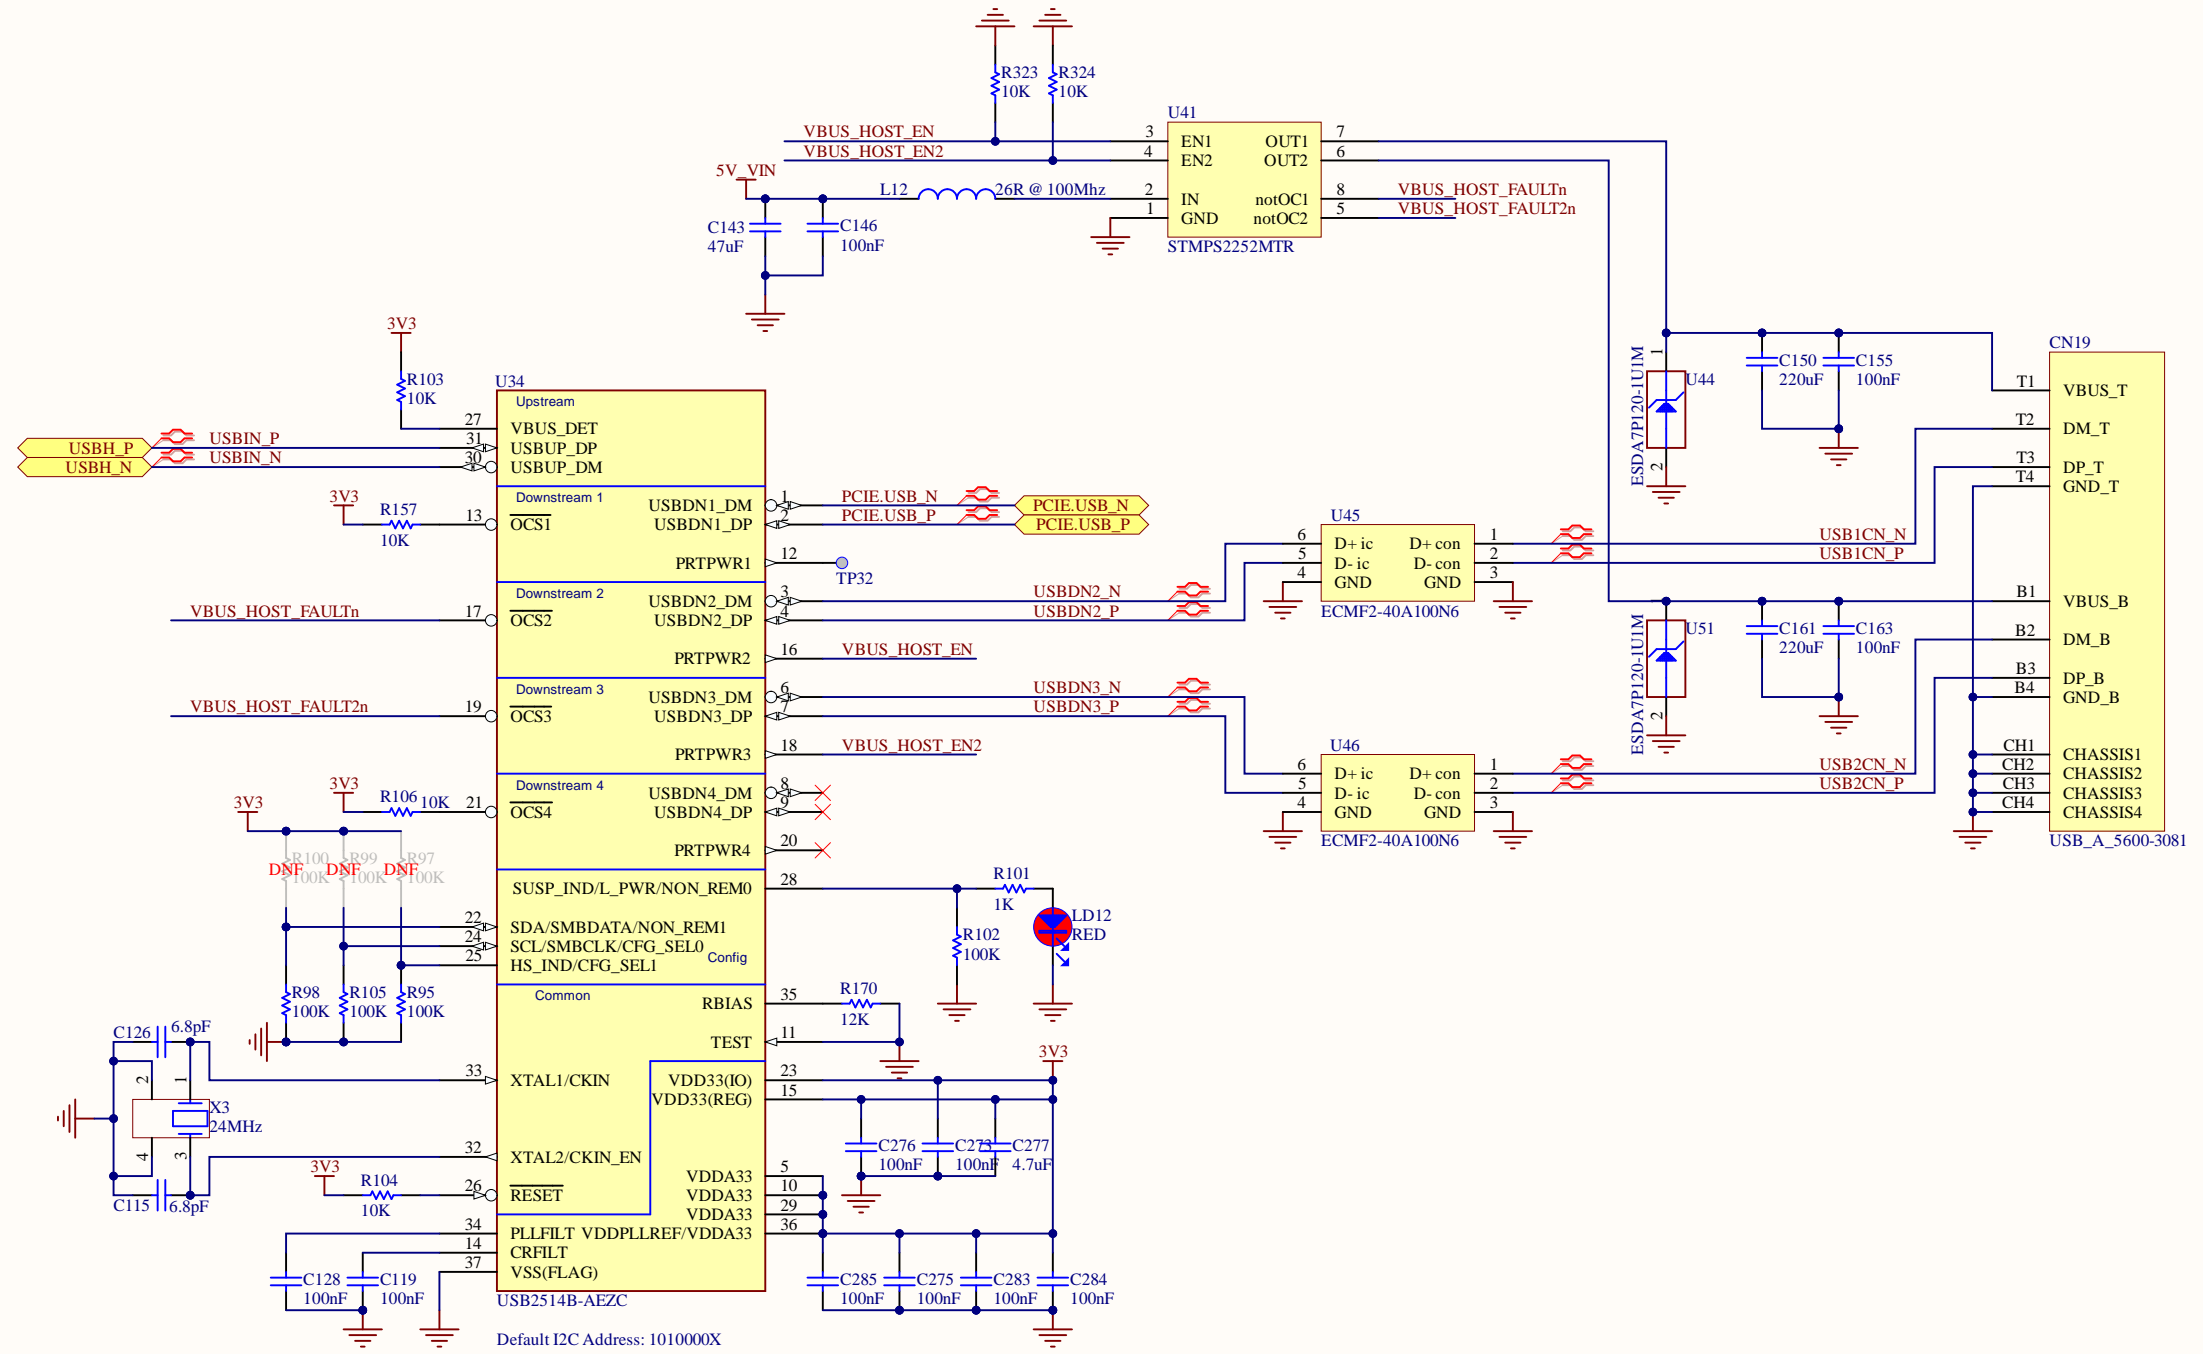 R323
10K
R324
10K
U41
VBUS_HOST_EN
VBUS_HOST_EN2
3
4
EN1
EN2
OUT1
OUT2
7
6
5V_VIN
L12
26R @ 100Mhz
2
1
IN
GND
notOC1
notOC2
8
5
VBUS_HOST_FAULTn
VBUS_HOST_FAULT2n
STMPS2252MTR
C143
47uF
C146
100nF
3V3
R103
10K
U34
Upstream
27
VBUS_DET
31
USBUP_DP
30
USBUP_DM
USBH_P
USBIN_P
USBH_N
USBIN_N
3V3
R157
10K
13
OCS1
Downstream 1
USBDN1_DM
USBDN1_DP
1
2
PCIE.USB_N
PCIE.USB_P
PCIE.USB_N
PCIE.USB_P
PRTPWR1
12
TP32
VBUS_HOST_FAULTn
17
OCS2
Downstream 2
USBDN2_DM
USBDN2_DP
3
4
USBDN2_N
USBDN2_P
PRTPWR2
16
VBUS_HOST_EN
VBUS_HOST_FAULT2n
19
OCS3
Downstream 3
USBDN3_DM
USBDN3_DP
6
7
USBDN3_N
USBDN3_P
PRTPWR3
18
VBUS_HOST_EN2
3V3
R106
10K
21
OCS4
Downstream 4
USBDN4_DM
USBDN4_DP
8
9
PRTPWR4
20
3V3
R100
100K
DNF
R99
100K
DNF
R97
100K
DNF
SUSP_IND/L_PWR/NON_REM0
28
22
SDA/SMBDATA/NON_REM1
24
SCL/SMBCLK/CFG_SEL0
25
HS_IND/CFG_SEL1
Config
R101
1K
R102
100K
LD12
RED
R98
100K
R105
100K
R95
100K
Common
RBIAS
35
R170
12K
TEST
11
C126
6.8pF
2
1
X3
24MHz
4
3
C115
6.8pF
33
XTAL1/CKIN
32
XTAL2/CKIN_EN
3V3
R104
10K
26
RESET
VDD33(IO)
23
VDD33(REG)
15
3V3
C276
100nF
C273
100nF
C277
4.7uF
VDDA33
5
VDDA33
10
VDDA33
29
VDDPLLREF/VDDA33
36
34
PLLFILT
14
CRFILT
37
VSS(FLAG)
C128
100nF
C119
100nF
C285
100nF
C275
100nF
C283
100nF
C284
100nF
USB2514B-AEZC
Default I2C Address: 1010000X
U45
6
5
4
D+ ic
D- ic
GND
D+ con
D- con
GND
1
2
3
ECMF2-40A100N6
USB1CN_N
USB1CN_P
U46
6
5
4
D+ ic
D- ic
GND
D+ con
D- con
GND
1
2
3
ECMF2-40A100N6
USB2CN_N
USB2CN_P
ESDA7P120-1U1M
1
2
U44
C150
220uF
C155
100nF
ESDA7P120-1U1M
2
U51
C161
220uF
C163
100nF
CN19
T1
VBUS_T
T2
DM_T
T3
DP_T
T4
GND_T
B1
VBUS_B
B2
DM_B
B3
DP_B
B4
GND_B
CH1
CHASSIS1
CH2
CHASSIS2
CH3
CHASSIS3
CH4
CHASSIS4
USB_A_5600-3081